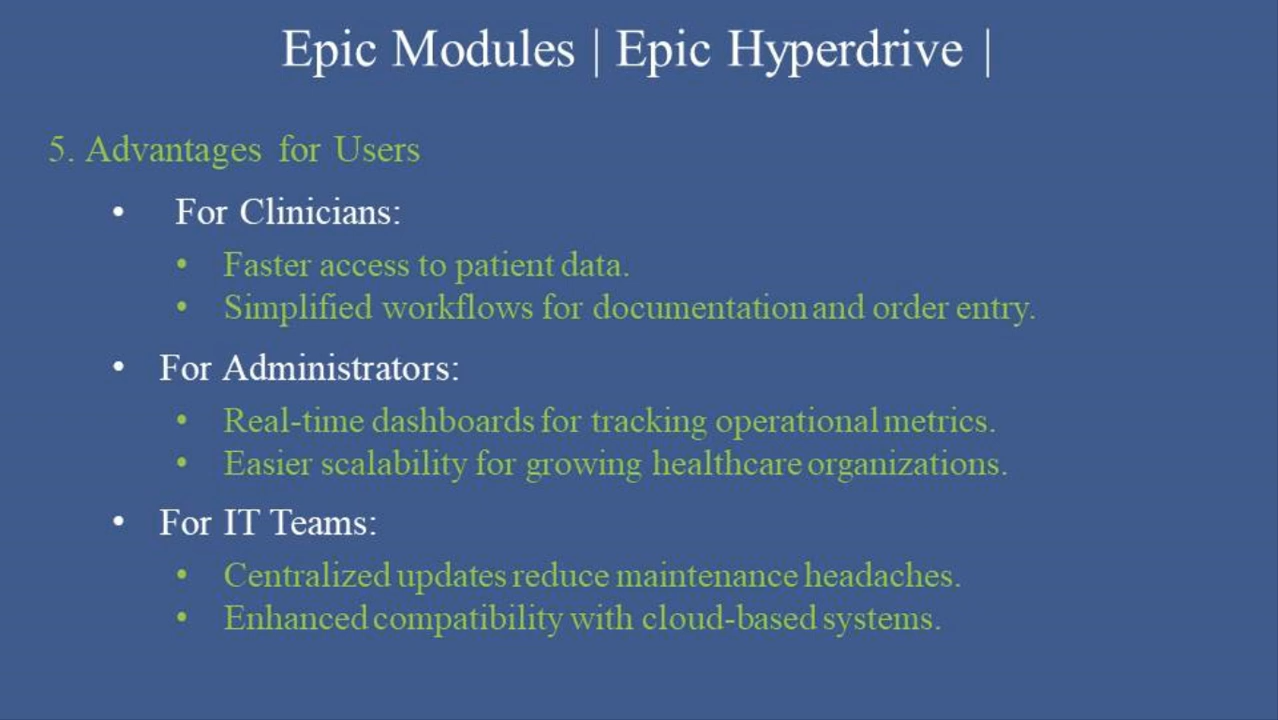 Epic Modules | Epic Hyperdrive |
5. Advantages for Users
• For Clinicians:
• Faster access to patient data.
• Simplified workflows for documentation and order entry.
• For Administrators:
• Real-time dashboards for tracking operational metrics.
• Easier scalability for growing healthcare organizations.
• For IT Teams:
• Centralized updates reduce maintenance headaches.
• Enhanced compatibility with cloud-based systems.